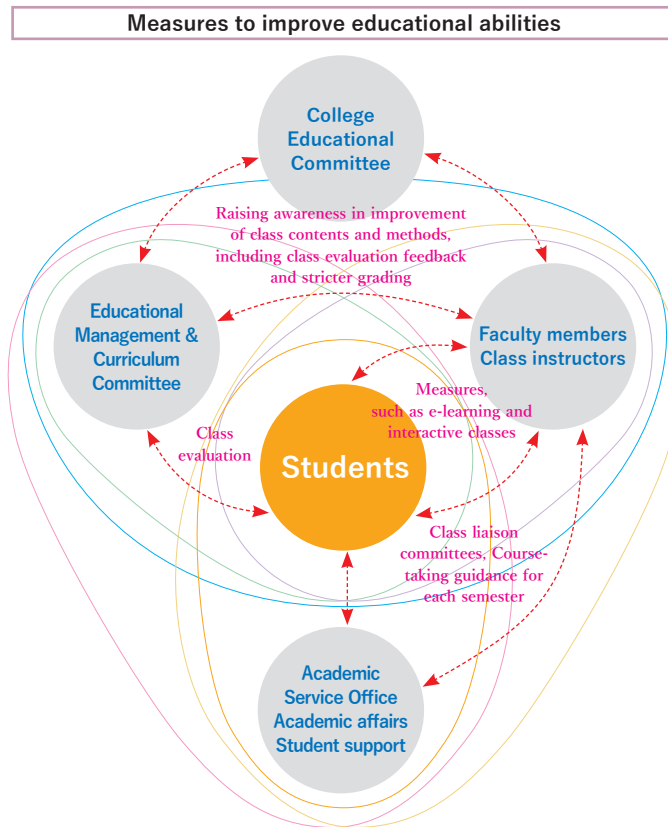 Measures to improve educational abilities
College
Educational
Committee
Raising awareness in improvement
of class contents and methods,
including class evaluation feedback
and stricter grading
Educational
Management &
Curriculum
Committee
Faculty members
Class instructors
Measures,
such as e-learning and
interactive classes
Class
evaluation
Students
Class liaison
committees, Course-
taking guidance for
each semester
Academic
Service Office
Academic affairs
Student support